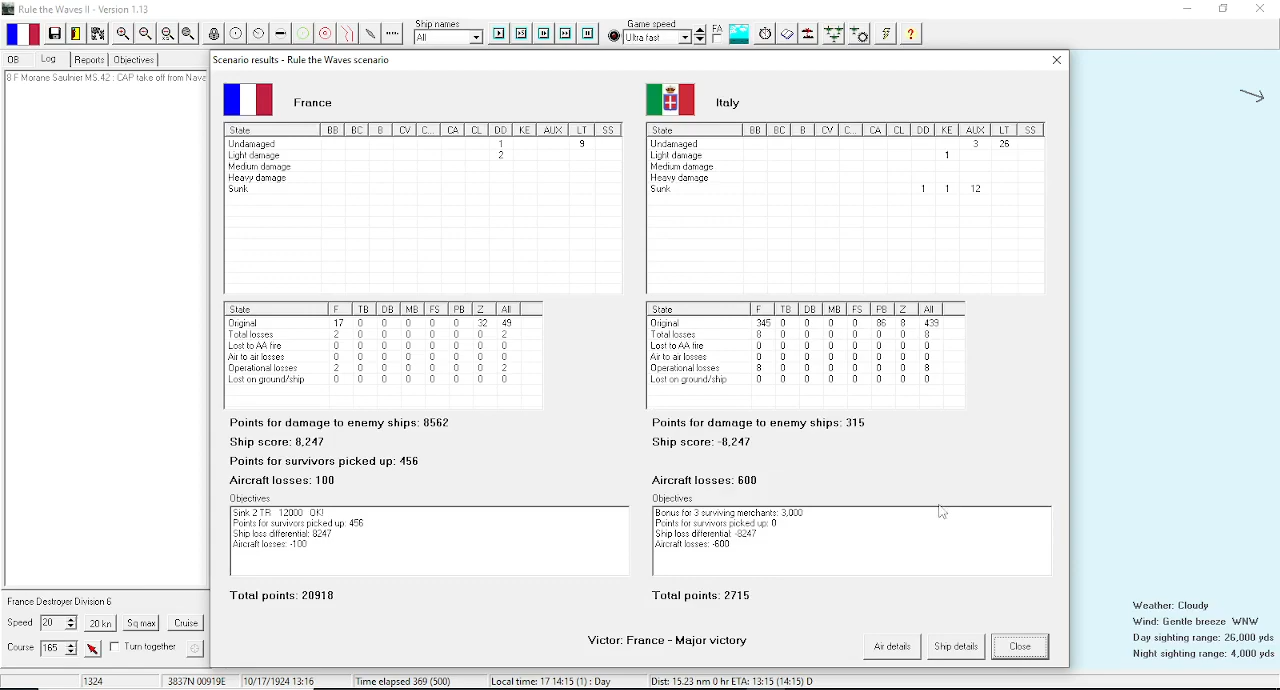 Rule the Waves II - Version 1.13
Ship names
All
Game speed
Ultra fast
FA
OB Log Reports Objectives
8 F Morane Saulnier MS.42 : CAP take off from Nava
Scenario results - Rule the Waves scenario
France
State BB BC B CV C... CA CL DD KE AUX LT SS
Undamaged 1 9
Light damage 2
Medium damage
Heavy damage
Sunk
State F TB DB MB FS PB Z All
Original 17 0 0 0 0 0 32 49
Total losses 2 0 0 0 0 0 0 2
Lost to AA fire 0 0 0 0 0 0 0 0
Air to air losses 0 0 0 0 0 0 0 0
Operational losses 2 0 0 0 0 0 0 2
Lost on ground/ship 0 0 0 0 0 0 0 0
Points for damage to enemy ships: 8562
Ship score: 8,247
Points for survivors picked up: 456
Aircraft losses: 100
Objectives
Sink 2 TR 12000 OK!
Points for survivors picked up: 456
Ship loss differential: 8247
Aircraft losses: -100
Total points: 20918
Italy
State BB BC B CV C... CA CL DD KE AUX LT SS
Undamaged 3 26
Light damage 1
Medium damage
Heavy damage
Sunk 1 1 12
State F TB DB MB FS PB Z All
Original 345 0 0 0 0 86 8 439
Total losses 8 0 0 0 0 0 0 8
Lost to AA fire 0 0 0 0 0 0 0 0
Air to air losses 0 0 0 0 0 0 0 0
Operational losses 8 0 0 0 0 0 0 8
Lost on ground/ship 0 0 0 0 0 0 0 0
Points for damage to enemy ships: 315
Ship score: -8,247
Aircraft losses: 600
Objectives
Bonus for 3 surviving merchants: 3,000
Points for survivors picked up: 0
Ship loss differential: -8247
Aircraft losses: -600
Total points: 2715
Victor: France - Major victory
Air details Ship details Close
France Destroyer Division 6
Speed 20 20 kn Sq max Cruise
Course 165 Turn together
Weather: Cloudy
Wind: Gentle breeze WNW
Day sighting range: 26,000 yds
Night sighting range: 4,000 yds
1324 3837N 00919E 10/17/1924 13:16 Time elapsed 369 (500) Local time: 17 14:15 (1) : Day Dist: 15.23 nm 0 hr ETA: 13:15 (14:15) D